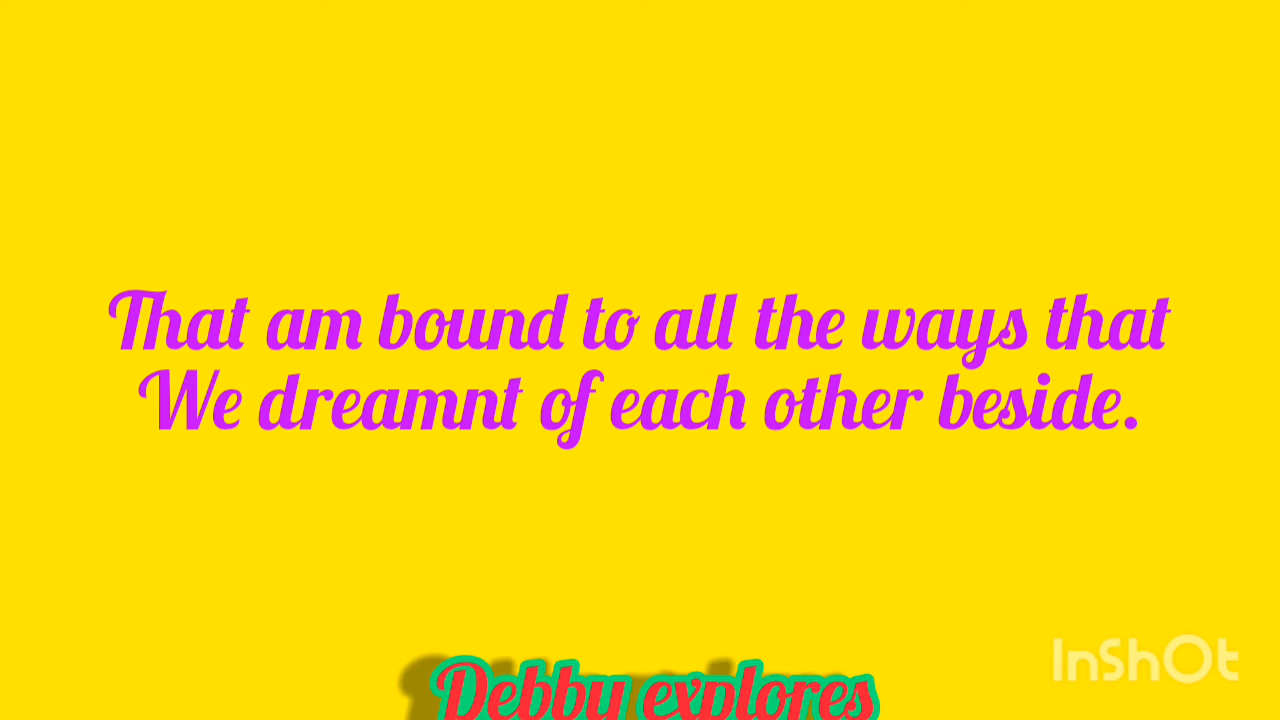 That am bound to all the ways that
We dreamnt of each other beside.
InShOt
Debby explores